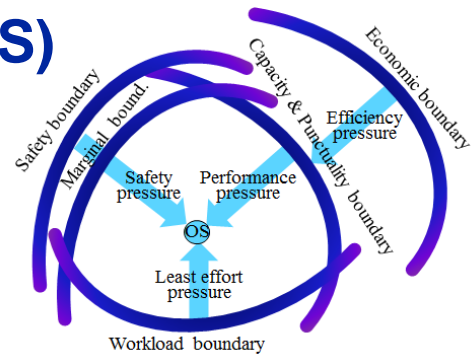 S)
Safety boundary
Marginal bound.
Capacity & Punctuality boundary
Economic boundary
Efficiency
pressure
Safety
pressure
Performance
pressure
OS
Least effort
pressure
Workload boundary